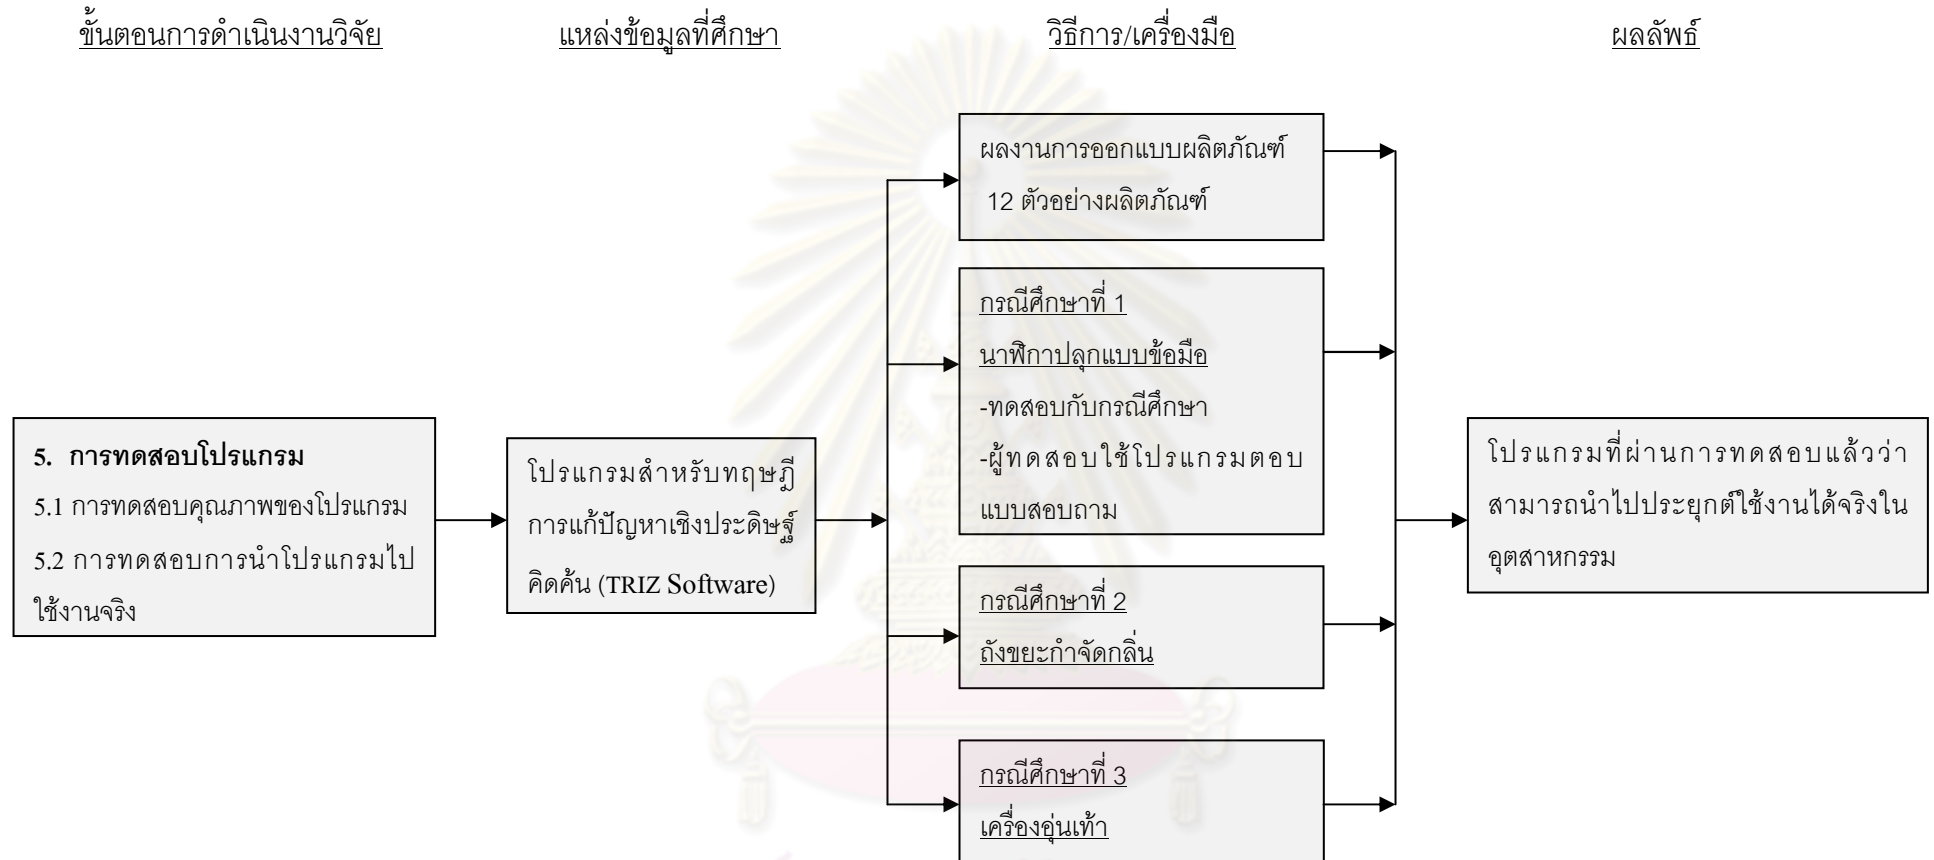 ขั้นตอนการดำเนินงานวิจัย
แหล่งข้อมูลที่ศึกษา
วิธีการ/เครื่องมือ
ผลลัพธ์
5. การทดสอบโปรแกรม
5.1 การทดสอบคุณภาพของโปรแกรม
5.2 การทดสอบการนำโปรแกรมไป
ใช้งานจริง
โปรแกรมสำหรับทฤษฎี
การแก้ปัญหาเชิงประดิษฐ์
คิดค้น (TRIZ Software)
ผลงานการออกแบบผลิตภัณฑ์
12 ตัวอย่างผลิตภัณฑ์
กรณีศึกษาที่ 1
นาฬิกาปลุกแบบข้อมือ
-ทดสอบกับกรณีศึกษา
-ผู้ทดสอบใช้โปรแกรมตอบ
แบบสอบถาม
กรณีศึกษาที่ 2
ถังขยะกำจัดกลิ่น
กรณีศึกษาที่ 3
เครื่องอุ่นเท้า
โปรแกรมที่ผ่านการทดสอบแล้วว่า
สามารถนำไปประยุกต์ใช้งานได้จริงใน
อุตสาหกรรม